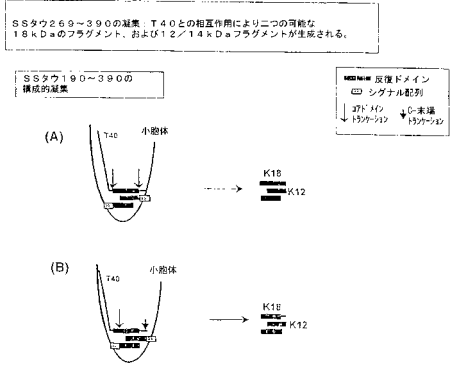 SSタウ269~390の凝集:T40との相互作用により二つの可能な
18kDaのフラグメント、および12/14kDaフラグメントが生成される。
SSタウ190~390の
構成的凝集
反復ドメイン
シグナル配列
コアドメイン
トランケーション
C-末端
トランケーション
(A)
T40
小胞体
K18
K12
(B)
T40
小胞体
K18
K12